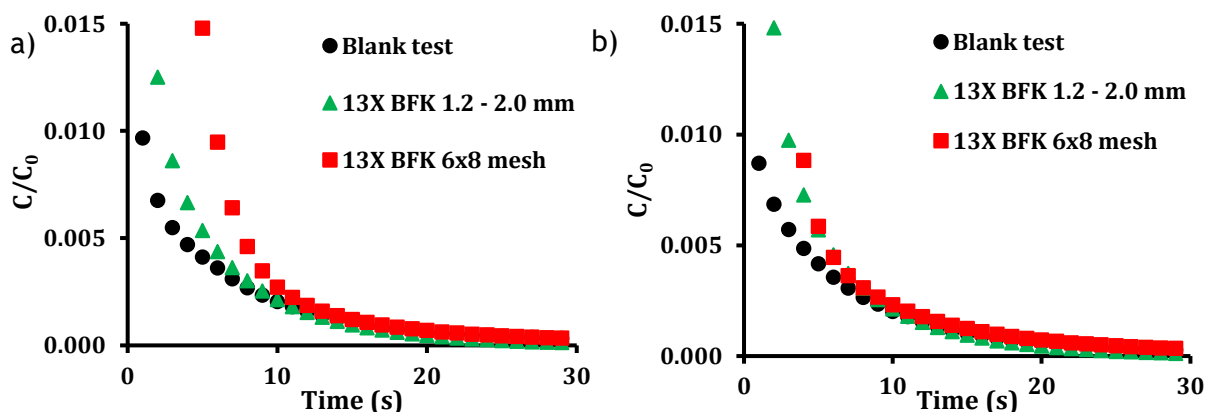 a)
0.015
0.010
0.005
0.000
C/C₀
Blank test
13X BFK 1.2 - 2.0 mm
13X BFK 6x8 mesh
0 10 20 30
Time (s)
b)
0.015
0.010
0.005
0.000
C/C₀
Blank test
13X BFK 1.2 - 2.0 mm
13X BFK 6x8 mesh
0 10 20 30
Time (s)